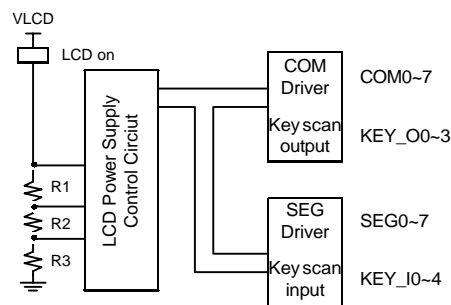 VLCD
LCD on
LCD Power Supply
Control Circiut
R1
R2
R3
COM
Driver
Key scan
output
COM0~7
KEY_O0~3
SEG
Driver
Key scan
input
SEG0~7
KEY_I0~4